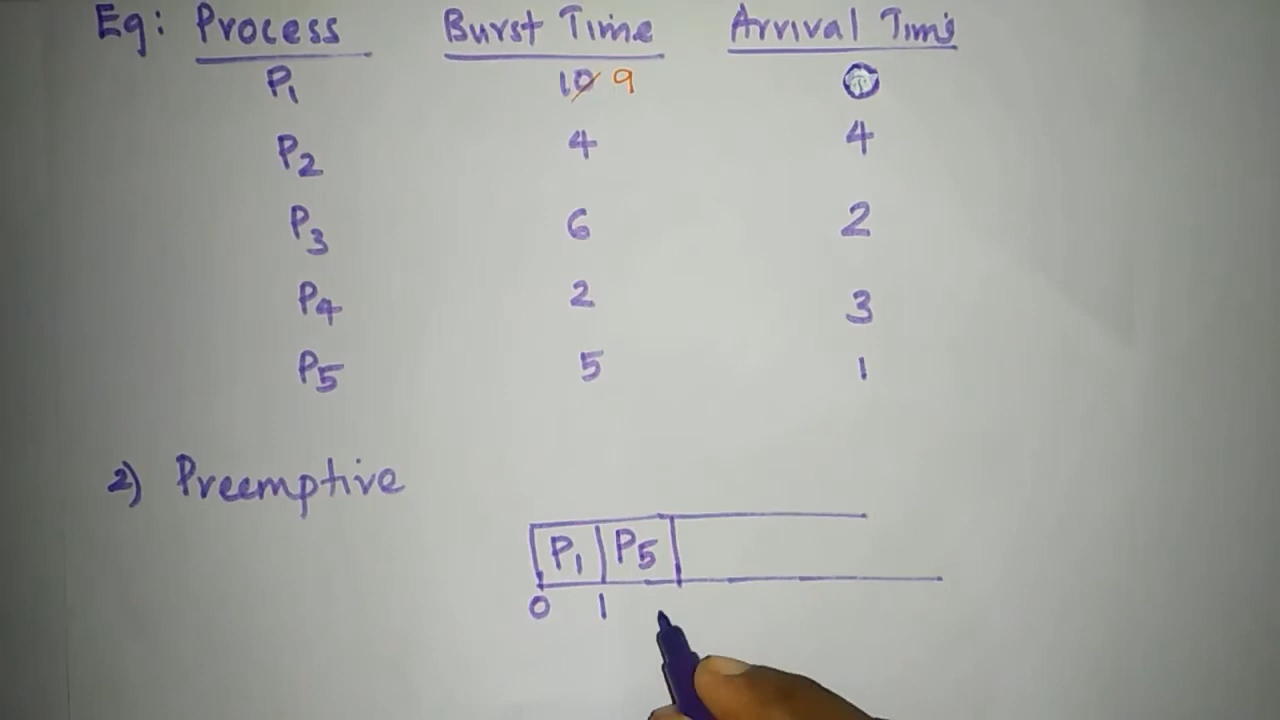 Eg: Process Burst Time Arrival Time
P1 10 9 0
P2 4 4
P3 6 2
P4 2 3
P5 5 1
2) Preemptive
P1 P5
0 1